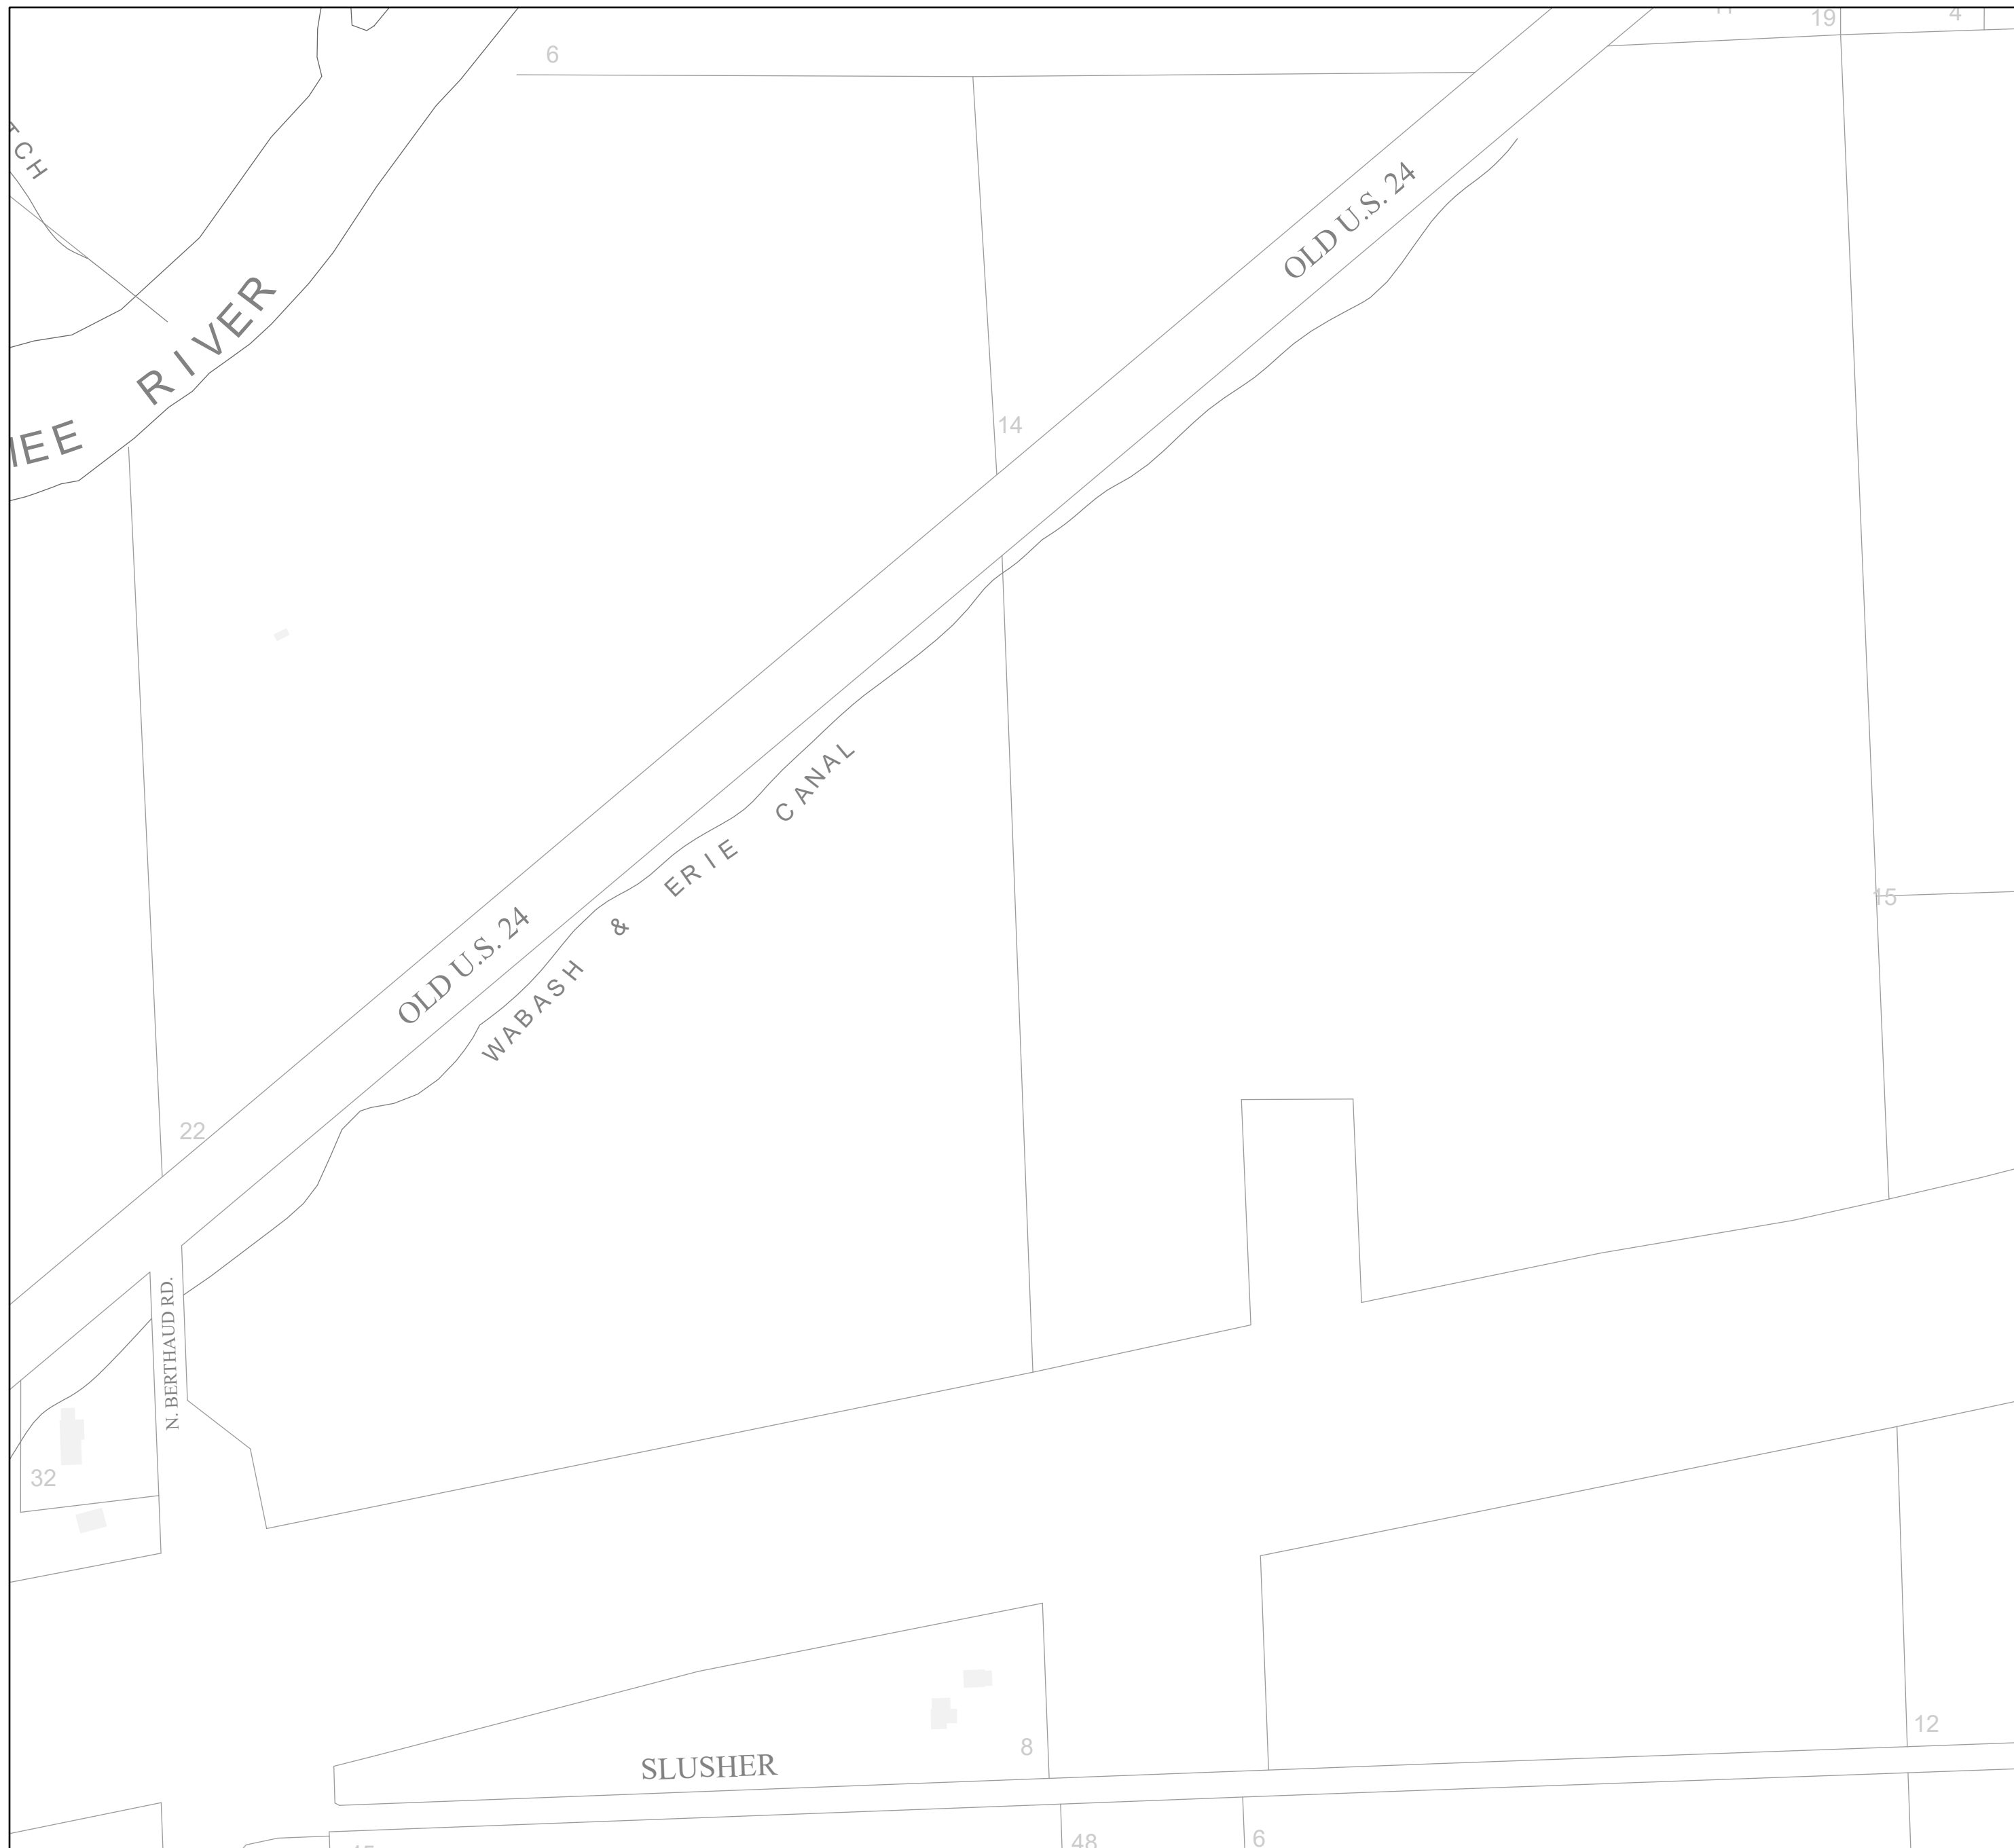 19
4
6
CH
OLD U.S. 24
RIVER
14
EE
WABASH & ERIE CANAL
15
OLD U.S. 24
22
N. BERTHAUD RD.
32
12
8
SLUSHER
48
6